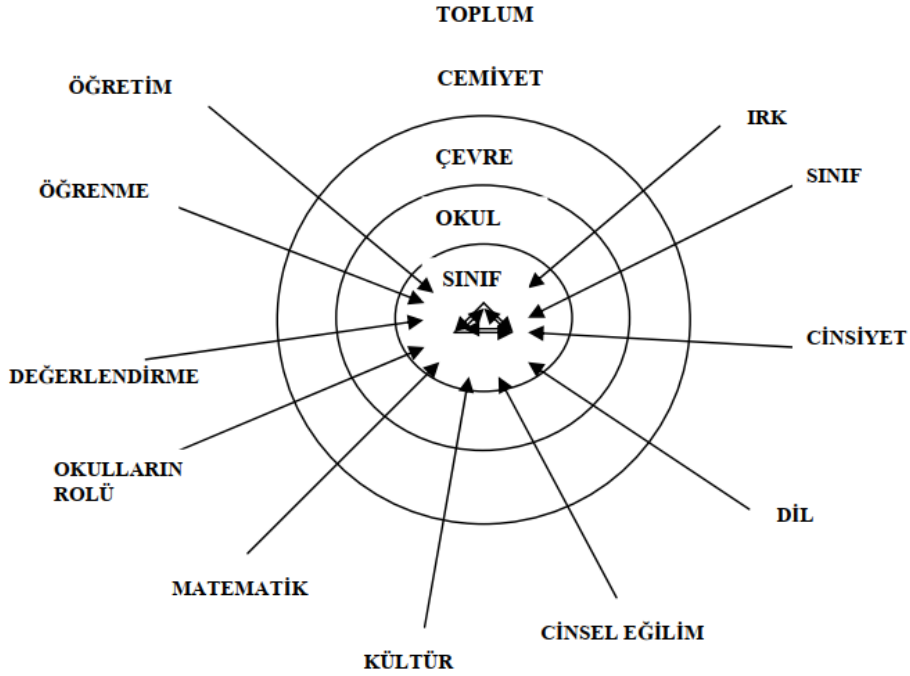 TOPLUM
CEMİYET
ÖĞRETİM
IRK
ÇEVRE
SINIF
ÖĞRENME
OKUL
SINIF
CİNSİYET
DEĞERLENDİRME
OKULLARIN
ROLÜ
DİL
MATEMATİK
CİNSEL EĞİLİM
KÜLTÜR